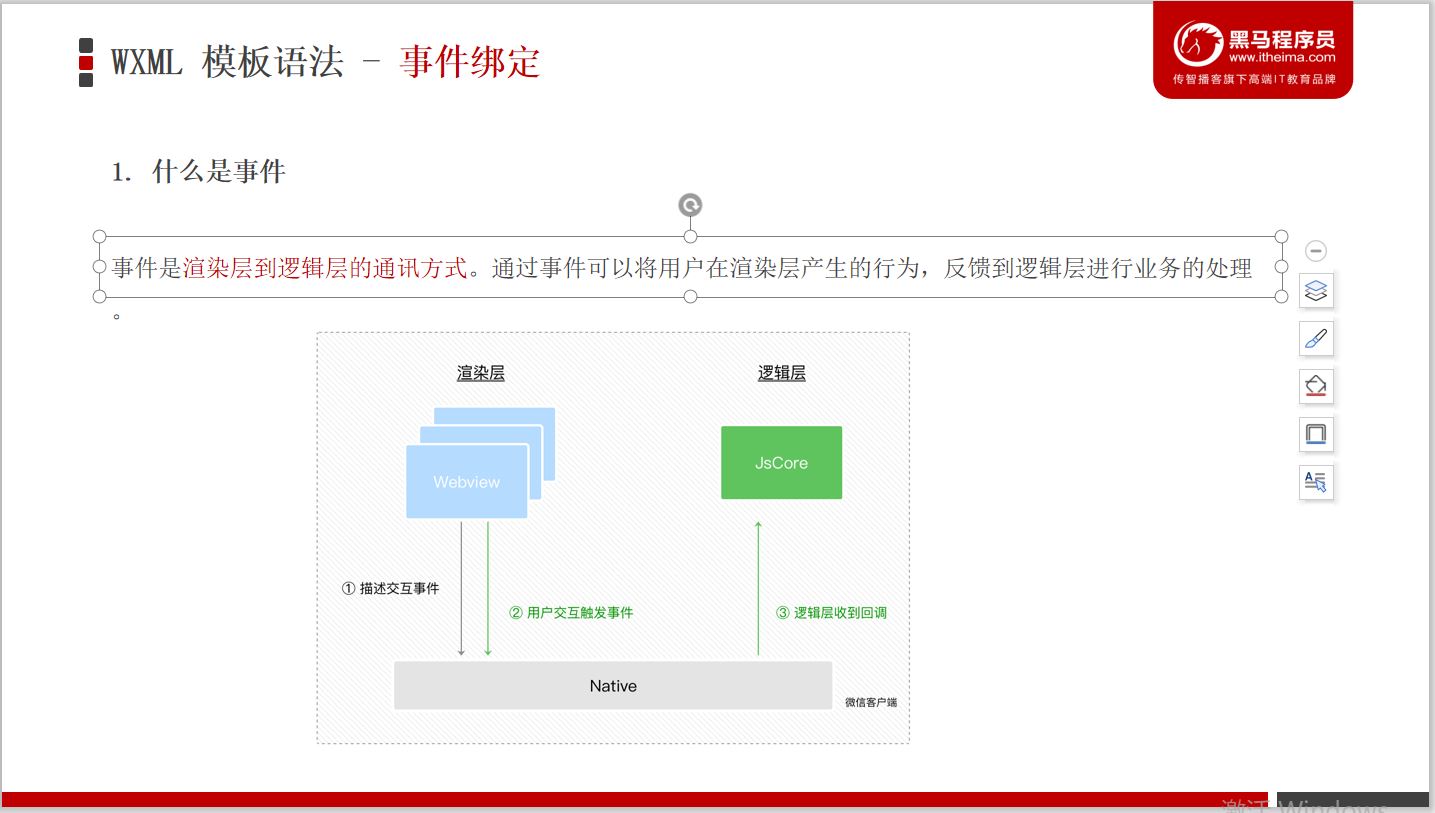 WXML 模板语法 - 事件绑定
黑马程序员
www.itheima.com
传智播客旗下高端IT教育品牌
1. 什么是事件
事件是渲染层到逻辑层的通讯方式。通过事件可以将用户在渲染层产生的行为，反馈到逻辑层进行业务的处理
。
渲染层
逻辑层
Webview
JsCore
① 描述交互事件
② 用户交互触发事件
③ 逻辑层收到回调
Native
微信客户端
激活 Windows